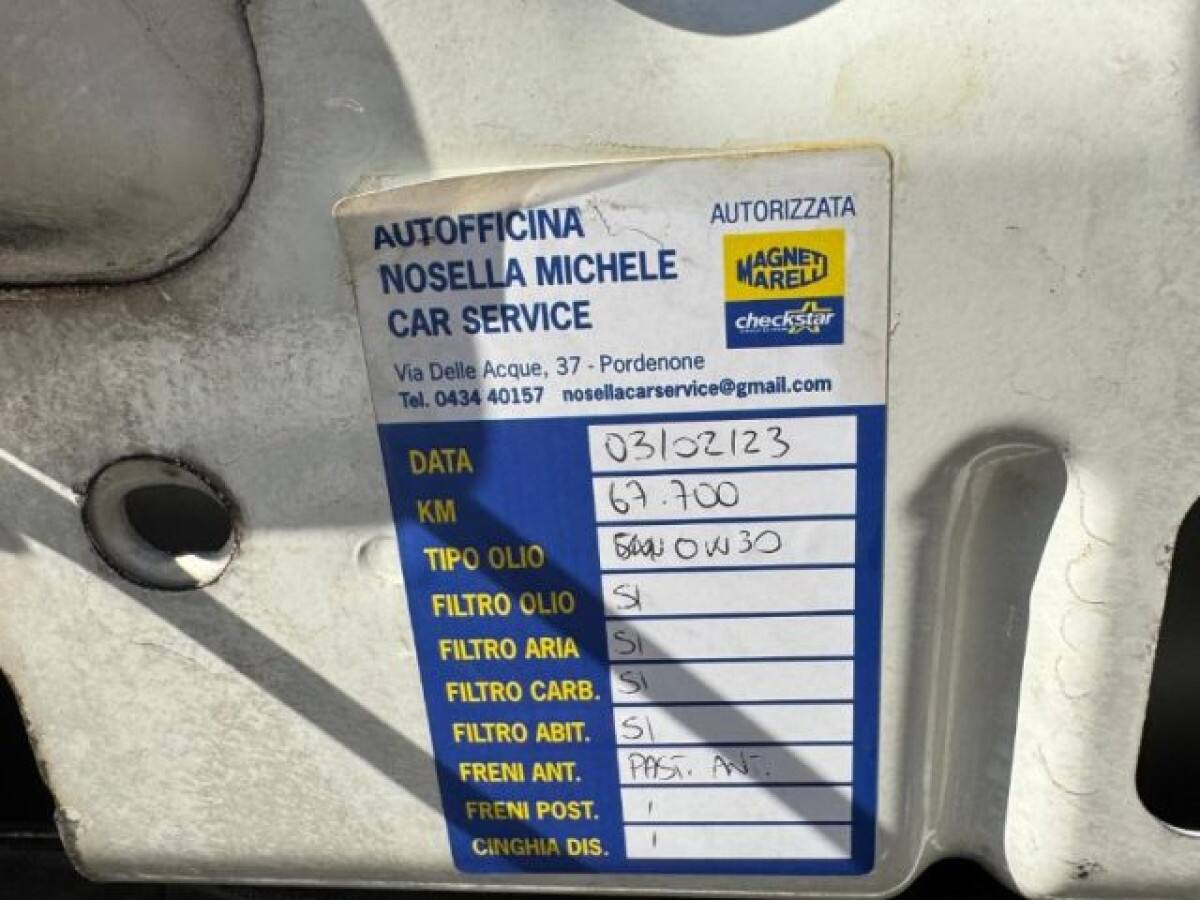 AUTOFFICINA
NOSELLA MICHELE
CAR SERVICE
AUTORIZZATA
MAGNETI
MARELLI
checkstar
Via Delle Acque, 37 - Pordenone
Tel. 0434 40157 nosellacarservice@gmail.com
DATA 03/02/23
KM 67.700
TIPO OLIO 0W30
FILTRO OLIO SI
FILTRO ARIA SI
FILTRO CARB. SI
FILTRO ABIT. SI
FRENI ANT. PAST. ANT.
FRENI POST. /
CINGHIA DIS. /